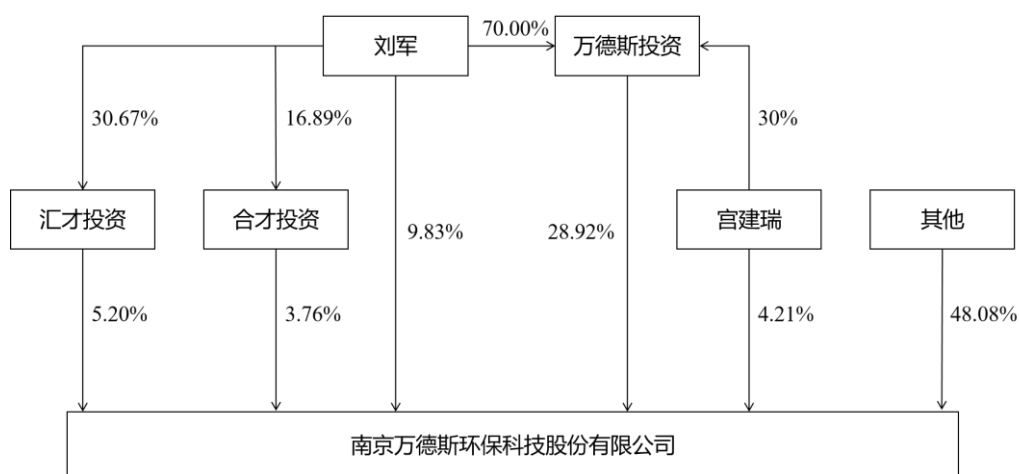 刘军
70.00%
万德斯投资
30.67%
16.89%
30%
汇才投资
合才投资
9.83%
28.92%
宫建瑞
其他
5.20%
3.76%
4.21%
48.08%
南京万德斯环保科技股份有限公司